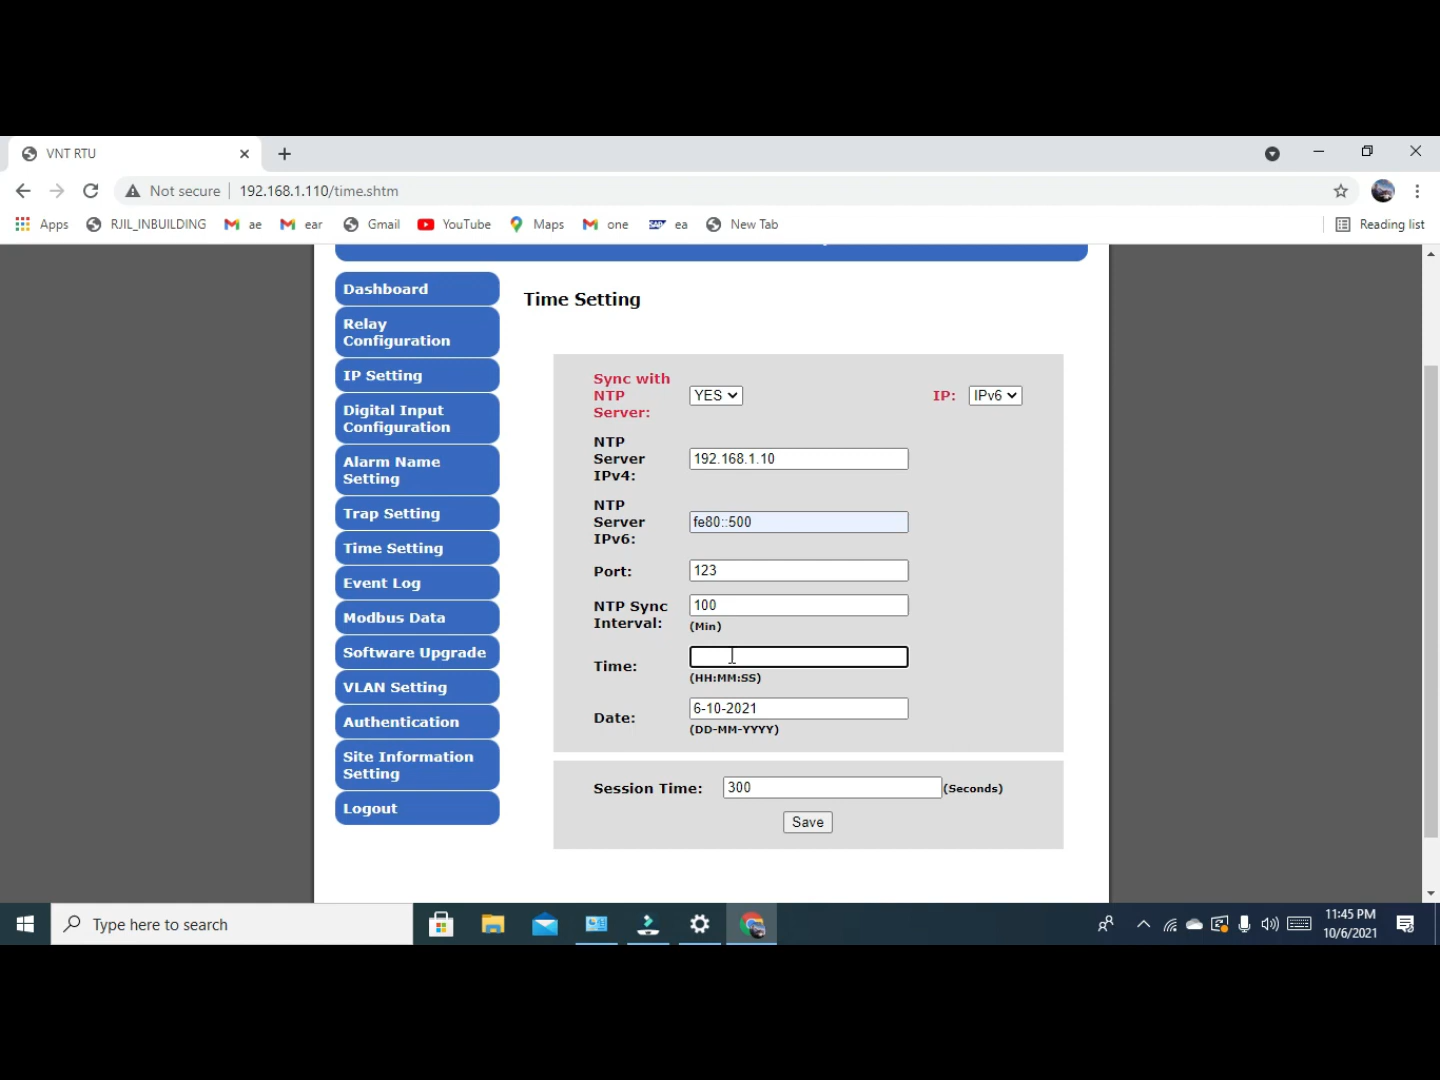 VNT RTU
Not secure
192.168.1.110/time.shtm
Apps
RJIL_INBUILDING
ae
ear
Gmail
YouTube
Maps
one
SAP
ea
New Tab
Reading list
Dashboard
Relay
Configuration
IP Setting
Digital Input
Configuration
Alarm Name
Setting
Trap Setting
Time Setting
Event Log
Modbus Data
Software Upgrade
VLAN Setting
Authentication
Site Information
Setting
Logout
Time Setting
Sync with
NTP
Server:
YES
IP:
IPv6
NTP
Server
IPv4:
192.168.1.10
NTP
Server
IPv6:
fe80::500
Port:
123
NTP Sync
Interval:
100
(Min)
Time:
(HH:MM:SS)
Date:
6-10-2021
(DD-MM-YYYY)
Session Time:
300
(Seconds)
Save
Type here to search
11:45 PM
10/6/2021